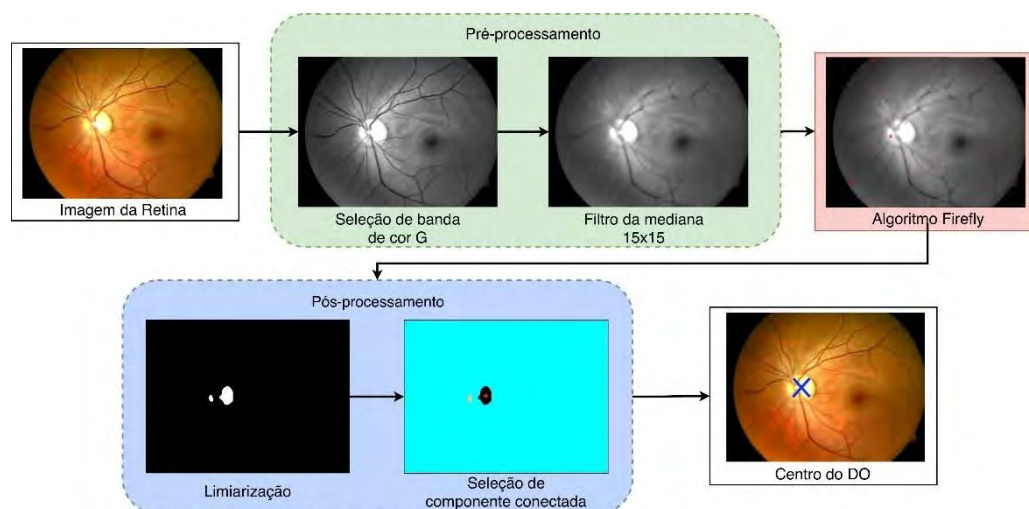 Pré-processamento
Imagem da Retina
Seleção de banda
de cor G
Filtro da mediana
15x15
Algoritmo Firefly
Pós-processamento
Limiarização
Seleção de
componente conectada
Centro do DO